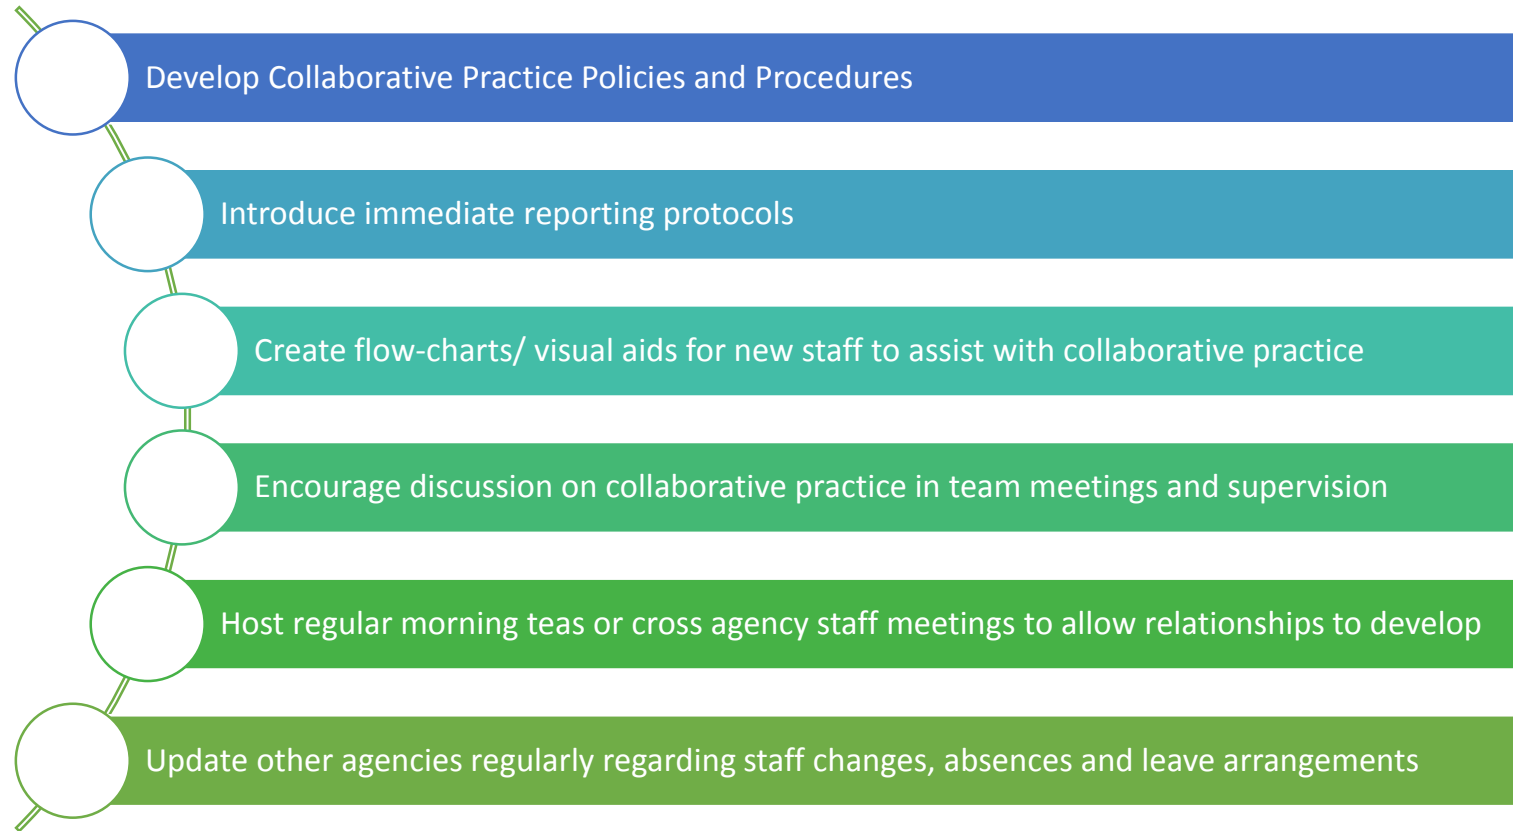 Develop Collaborative Practice Policies and Procedures
Introduce immediate reporting protocols
Create flow-charts/ visual aids for new staff to assist with collaborative practice
Encourage discussion on collaborative practice in team meetings and supervision
Host regular morning teas or cross agency staff meetings to allow relationships to develop
Update other agencies regularly regarding staff changes, absences and leave arrangements